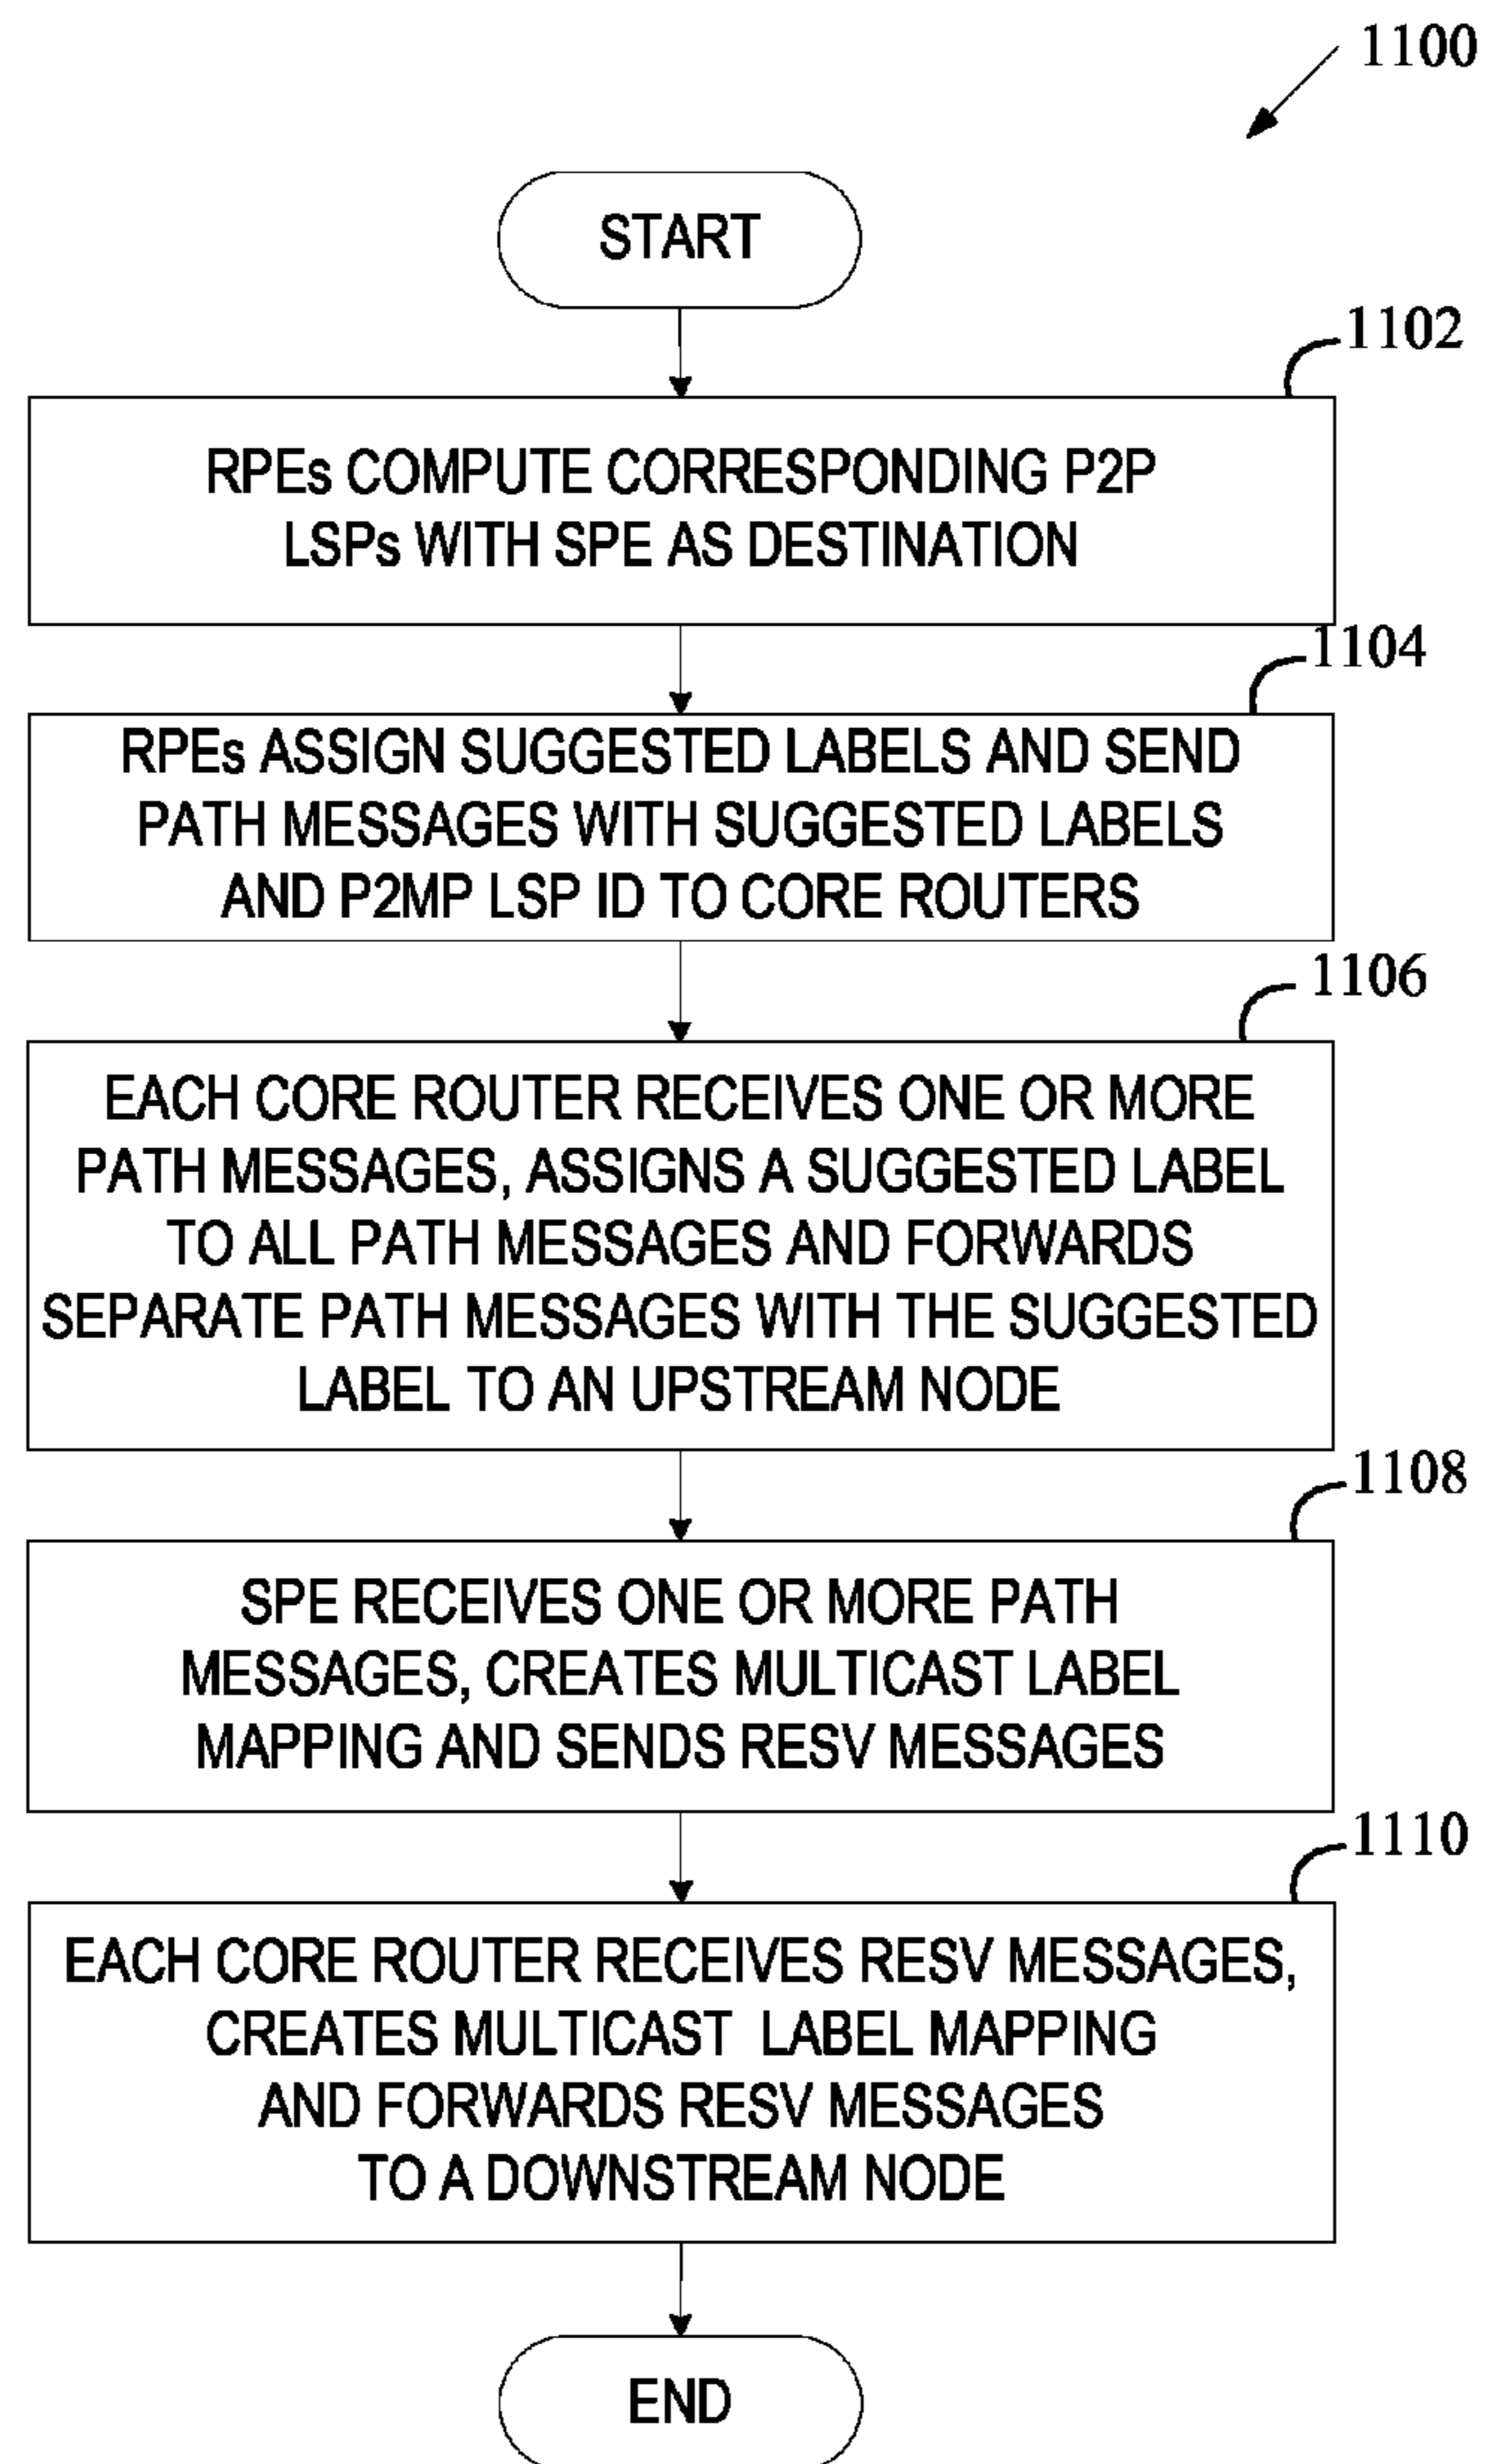 1100
START
1102
RPEs COMPUTE CORRESPONDING P2P
LSPs WITH SPE AS DESTINATION
1104
RPEs ASSIGN SUGGESTED LABELS AND SEND
PATH MESSAGES WITH SUGGESTED LABELS
AND P2MP LSP ID TO CORE ROUTERS
1106
EACH CORE ROUTER RECEIVES ONE OR MORE
PATH MESSAGES, ASSIGNS A SUGGESTED LABEL
TO ALL PATH MESSAGES AND FORWARDS
SEPARATE PATH MESSAGES WITH THE SUGGESTED
LABEL TO AN UPSTREAM NODE
1108
SPE RECEIVES ONE OR MORE PATH
MESSAGES, CREATES MULTICAST LABEL
MAPPING AND SENDS RESV MESSAGES
1110
EACH CORE ROUTER RECEIVES RESV MESSAGES,
CREATES MULTICAST LABEL MAPPING
AND FORWARDS RESV MESSAGES
TO A DOWNSTREAM NODE
END